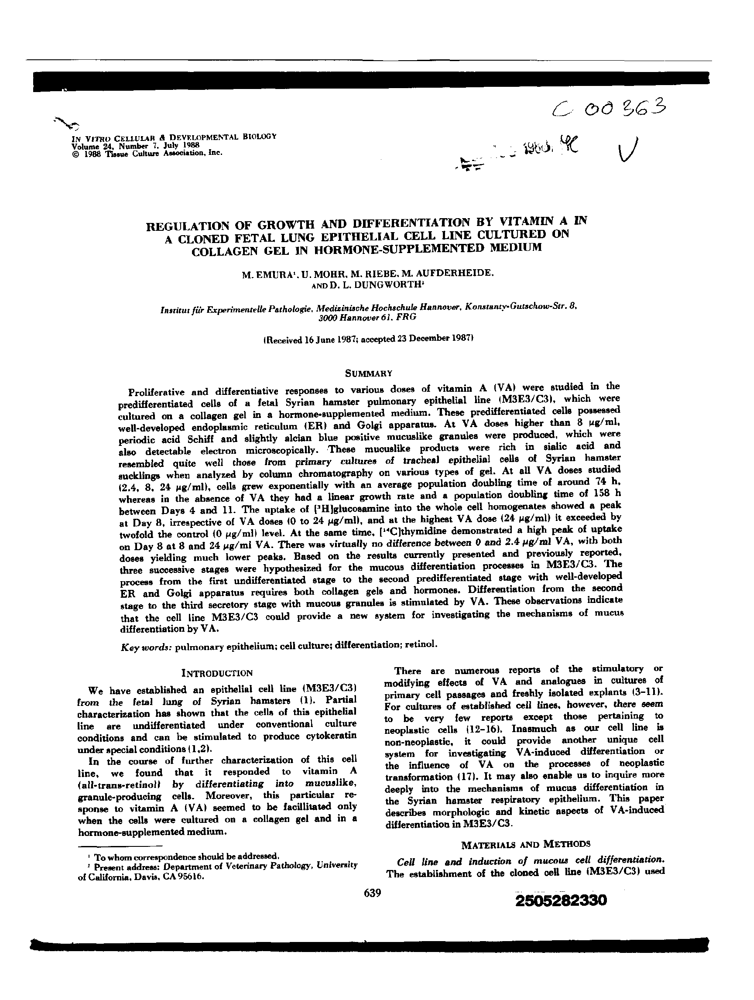 C 00363
IN VITRO CELLULAR & DEVELOPMENTAL BIOLOGY
Volume 24, Number 7, July 1988
© 1988 Tissue Culture Association, Inc.
REGULATION OF GROWTH AND DIFFERENTIATION BY VITAMIN A IN
A CLONED FETAL LUNG EPITHELIAL CELL LINE CULTURED ON
COLLAGEN GEL IN HORMONE-SUPPLEMENTED MEDIUM
M. EMURA¹, U. MOHR, M. RIEBE, M. AUFDERHEIDE,
AND D. L. DUNGWORTH²
Institut für Experimentelle Pathologie, Medizinische Hochschule Hannover, Konstanty-Gutschow-Str. 8,
3000 Hannover 61, FRG
(Received 16 June 1987; accepted 23 December 1987)
SUMMARY
Proliferative and differentiative responses to various doses of vitamin A (VA) were studied in the
predifferentiated cells of a fetal Syrian hamster pulmonary epithelial line (M3E3/C3), which were
cultured on a collagen gel in a hormone-supplemented medium. These predifferentiated cells possessed
well-developed endoplasmic reticulum (ER) and Golgi apparatus. At VA doses higher than 8 µg/ml,
periodic acid Schiff and slightly alcian blue positive mucuslike granules were produced, which were
also detectable electron microscopically. These mucuslike products were rich in sialic acid and
resembled quite well those from primary cultures of tracheal epithelial cells of Syrian hamster
sucklings when analyzed by column chromatography on various types of gel. At all VA doses studied
(2.4, 8, 24 µg/ml), cells grew exponentially with an average population doubling time of around 74 h,
whereas in the absence of VA they had a linear growth rate and a population doubling time of 158 h
between Days 4 and 11. The uptake of [³H]glucosamine into the whole cell homogenates showed a peak
at Day 8, irrespective of VA doses (0 to 24 µg/ml), and at the highest VA dose (24 µg/ml) it exceeded by
twofold the control (0 µg/ml) level. At the same time, [¹⁴C]thymidine demonstrated a high peak of uptake
on Day 8 at 8 and 24 µg/ml VA. There was virtually no difference between 0 and 2.4 µg/ml VA, with both
doses yielding much lower peaks. Based on the results currently presented and previously reported,
three successive stages were hypothesized for the mucous differentiation processes in M3E3/C3. The
process from the first undifferentiated stage to the second predifferentiated stage with well-developed
ER and Golgi apparatus requires both collagen gels and hormones. Differentiation from the second
stage to the third secretory stage with mucous granules is stimulated by VA. These observations indicate
that the cell line M3E3/C3 could provide a new system for investigating the mechanisms of mucus
differentiation by VA.
Key words: pulmonary epithelium; cell culture; differentiation; retinol.
INTRODUCTION
We have established an epithelial cell line (M3E3/C3)
from the fetal lung of Syrian hamsters (1). Partial
characterization has shown that the cells of this epithelial
line are undifferentiated under conventional culture
conditions and can be stimulated to produce cytokeratin
under special conditions (1,2).
In the course of further characterization of this cell
line, we found that it responded to vitamin A
(all-trans-retinol) by differentiating into mucuslike,
granule-producing cells. Moreover, this particular re-
sponse to vitamin A (VA) seemed to be facillitated only
when the cells were cultured on a collagen gel and in a
hormone-supplemented medium.
¹ To whom correspondence should be addressed.
² Present address: Department of Veterinary Pathology, University
of California, Davis, CA 95616.
There are numerous reports of the stimulatory or
modifying effects of VA and analogues in cultures of
primary cell passages and freshly isolated explants (3-11).
For cultures of established cell lines, however, there seem
to be very few reports except those pertaining to
neoplastic cells (12-16). Inasmuch as our cell line is
non-neoplastic, it could provide another unique cell
system for investigating VA-induced differentiation or
the influence of VA on the processes of neoplastic
transformation (17). It may also enable us to inquire more
deeply into the mechanisms of mucus differentiation in
the Syrian hamster respiratory epithelium. This paper
describes morphologic and kinetic aspects of VA-induced
differentiation in M3E3/C3.
MATERIALS AND METHODS
Cell line and induction of mucous cell differentiation.
The establishment of the cloned cell line (M3E3/C3) used
639
2505282330